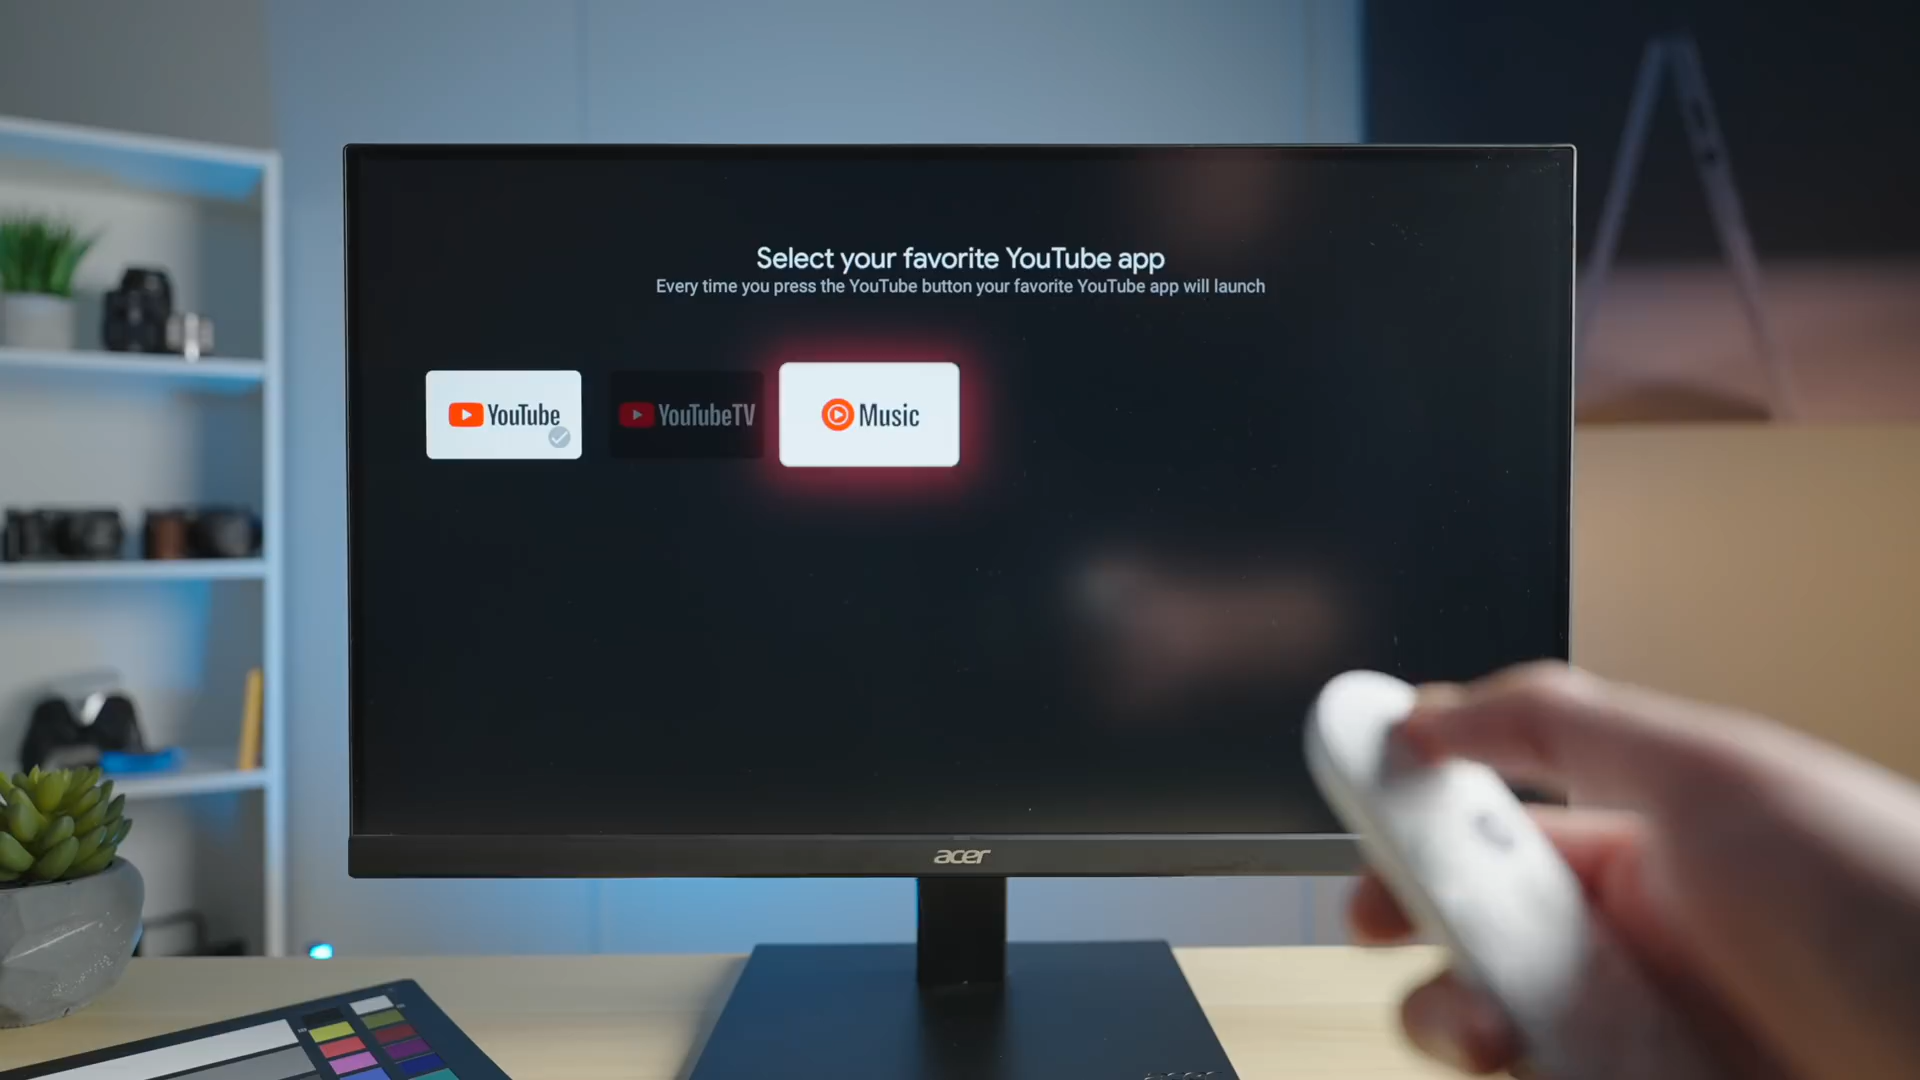 Select your favorite YouTube app
Every time you press the YouTube button your favorite YouTube app will launch
YouTube
YouTubeTV
Music
acer
acer